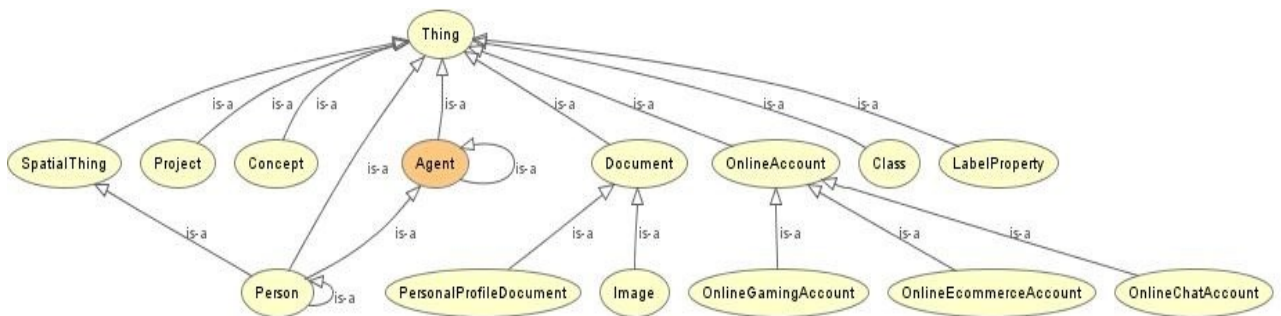 Thing
is-a
is-a
is-a
is-a
is-a
is-a
is-a
is-a
SpatialThing
Project
Concept
is-a
Agent
is-a
Document
OnlineAccount
Class
LabelProperty
is-a
is-a
is-a
is-a
is-a
is-a
is-a
Person
is-a
PersonalProfileDocument
Image
OnlineGamingAccount
OnlineEcommerceAccount
OnlineChatAccount